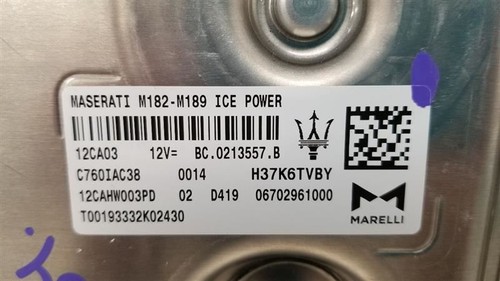 MASERATI M182-M189 ICE POWER
12CA03 12V= BC.0213557.B
C760IAC38 0014 H37K6TVBY
12CAHW003PD 02 D419 06702961000
T00193332K02430
MARELLI